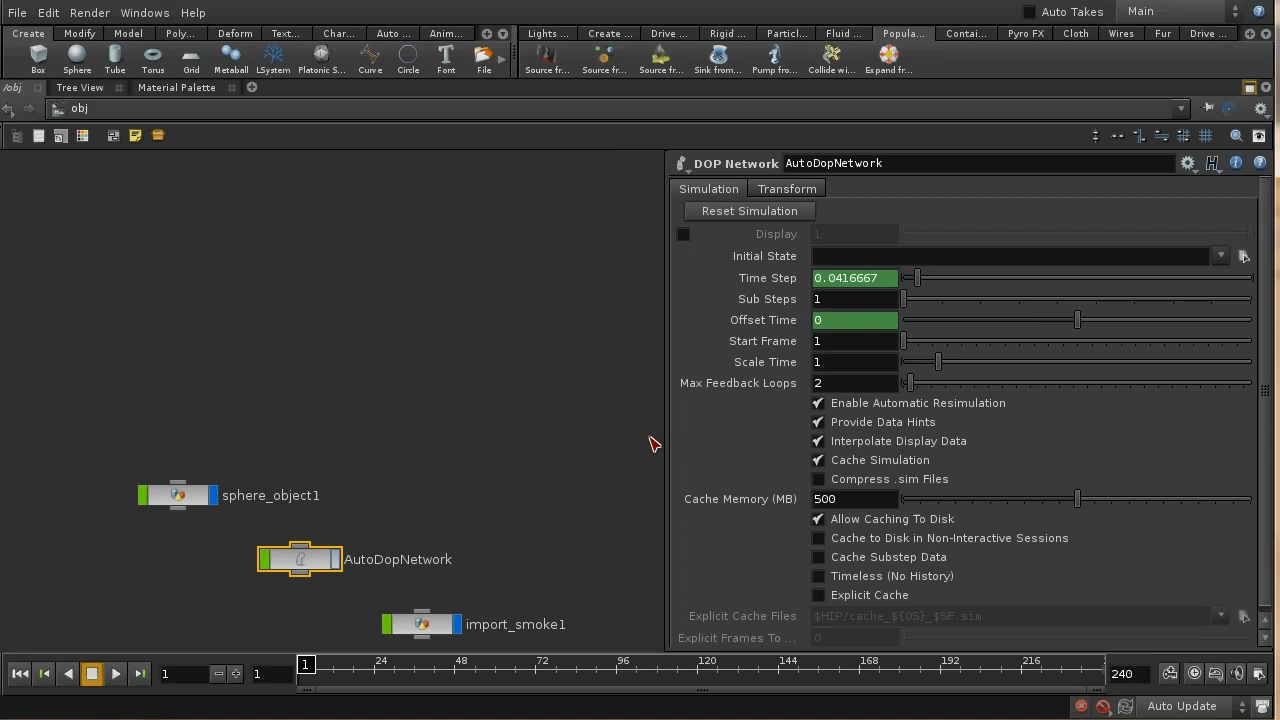 File Edit Render Windows Help Auto Takes Main
Create Modify Model Poly... Deform Text... Char... Auto ... Anim... Lights ... Create ... Drive ... Rigid ... Particl... Fluid ... Popula... Contai... Pyro FX Cloth Wires Fur Drive ...
Box Sphere Tube Torus Grid Metaball LSystem Platonic S... Curve Circle Font File Source fr... Source fr... Source fr... Sink from... Pump fro... Collide wi... Expand fr...
/obj Tree View Material Palette
obj
DOP Network AutoDopNetwork
Simulation Transform
Reset Simulation
Display 1
Initial State
Time Step 0.0416667
Sub Steps 1
Offset Time 0
Start Frame 1
Scale Time 1
Max Feedback Loops 2
Enable Automatic Resimulation
Provide Data Hints
Interpolate Display Data
Cache Simulation
Compress .sim Files
Cache Memory (MB) 500
Allow Caching To Disk
Cache to Disk in Non-Interactive Sessions
Cache Substep Data
Timeless (No History)
Explicit Cache
Explicit Cache Files $HIP/cache_${OS}_$SF.sim
Explicit Frames To ... 0
sphere_object1
AutoDopNetwork
import_smoke1
1 1 1 24 48 72 96 120 144 168 192 216 240
Auto Update